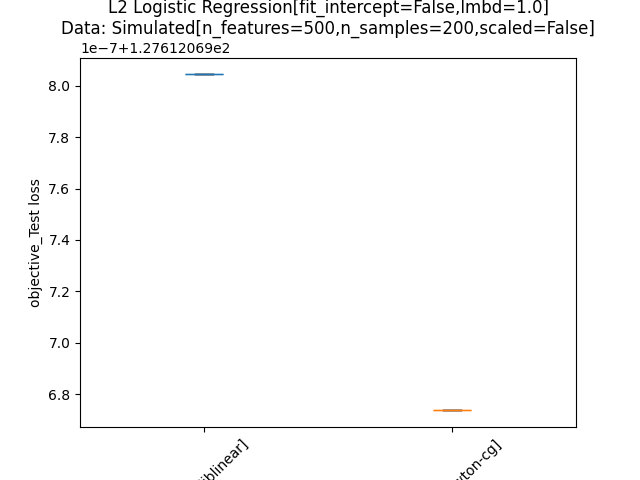 L2 Logistic Regression[fit_intercept=False,lmbd=1.0]
Data: Simulated[n_features=500,n_samples=200,scaled=False]
1e-7+1.27612069e2
8.0
7.8
7.6
7.4
7.2
7.0
6.8
objective_Test loss
iblinear]
ton-cg]